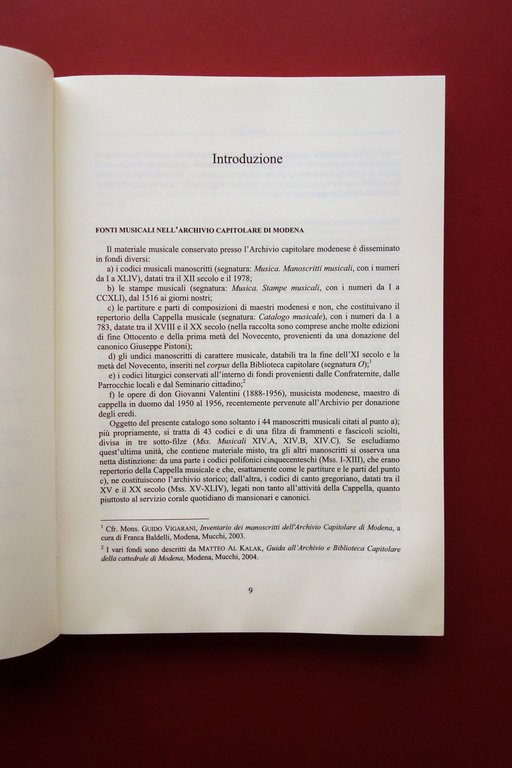 Introduzione
FONTI MUSICALI NELL'ARCHIVIO CAPITOLARE DI MODENA
Il materiale musicale conservato presso l'Archivio capitolare modenese è disseminato
in fondi diversi:
a) i codici musicali manoscritti (segnatura: Musica. Manoscritti musicali, con i numeri
da I a XLIV), datati tra il XII secolo e il 1978;
b) le stampe musicali (segnatura: Musica. Stampe musicali, con i numeri da I a
CCXLI), dal 1516 ai giorni nostri;
c) le partiture e parti di composizioni di maestri modenesi e non, che costituivano il
repertorio della Cappella musicale (segnatura: Catalogo musicale), con i numeri da 1 a
783, datate tra il XVIII e il XX secolo (nella raccolta sono comprese anche molte edizioni
di fine Ottocento e della prima metà del Novecento, provenienti da una donazione del
canonico Giuseppe Pistoni);
d) gli undici manoscritti di carattere musicale, databili tra la fine dell'XI secolo e la
metà del Novecento, inseriti nel corpus della Biblioteca capitolare (segnatura O);1
e) i codici liturgici conservati all'interno di fondi provenienti dalle Confraternite, dalle
Parrocchie locali e dal Seminario cittadino;2
f) le opere di don Giovanni Valentini (1888-1956), musicista modenese, maestro di
cappella in duomo dal 1950 al 1956, recentemente pervenute all'Archivio per donazione
degli eredi.
Oggetto del presente catalogo sono soltanto i 44 manoscritti musicali citati al punto a);
più propriamente, si tratta di 43 codici e di una filza di frammenti e fascicoli sciolti,
divisa in tre sotto-filze (Mss. Musicali XIV.A, XIV.B, XIV.C). Se escludiamo
quest'ultima unità, che contiene materiale misto, tra gli altri manoscritti si osserva una
netta distinzione: da una parte i codici polifonici cinquecenteschi (Mss. I-XIII), che erano
repertorio della Cappella musicale e che, esattamente come le partiture e le parti del punto
c), ne costituiscono l'archivio storico; dall'altra, i codici di canto gregoriano, datati tra il
XV e il XX secolo (Mss. XV-XLIV), legati non tanto all'attività della Cappella, quanto
piuttosto al servizio corale quotidiano di mansionari e canonici.
1 Cfr. Mons. GUIDO VIGARANI, Inventario dei manoscritti dell'Archivio Capitolare di Modena, a
cura di Franca Baldelli, Modena, Mucchi, 2003.
2 I vari fondi sono descritti da MATTEO AL KALAK, Guida all'Archivio e Biblioteca Capitolare
della cattedrale di Modena, Modena, Mucchi, 2004.
9